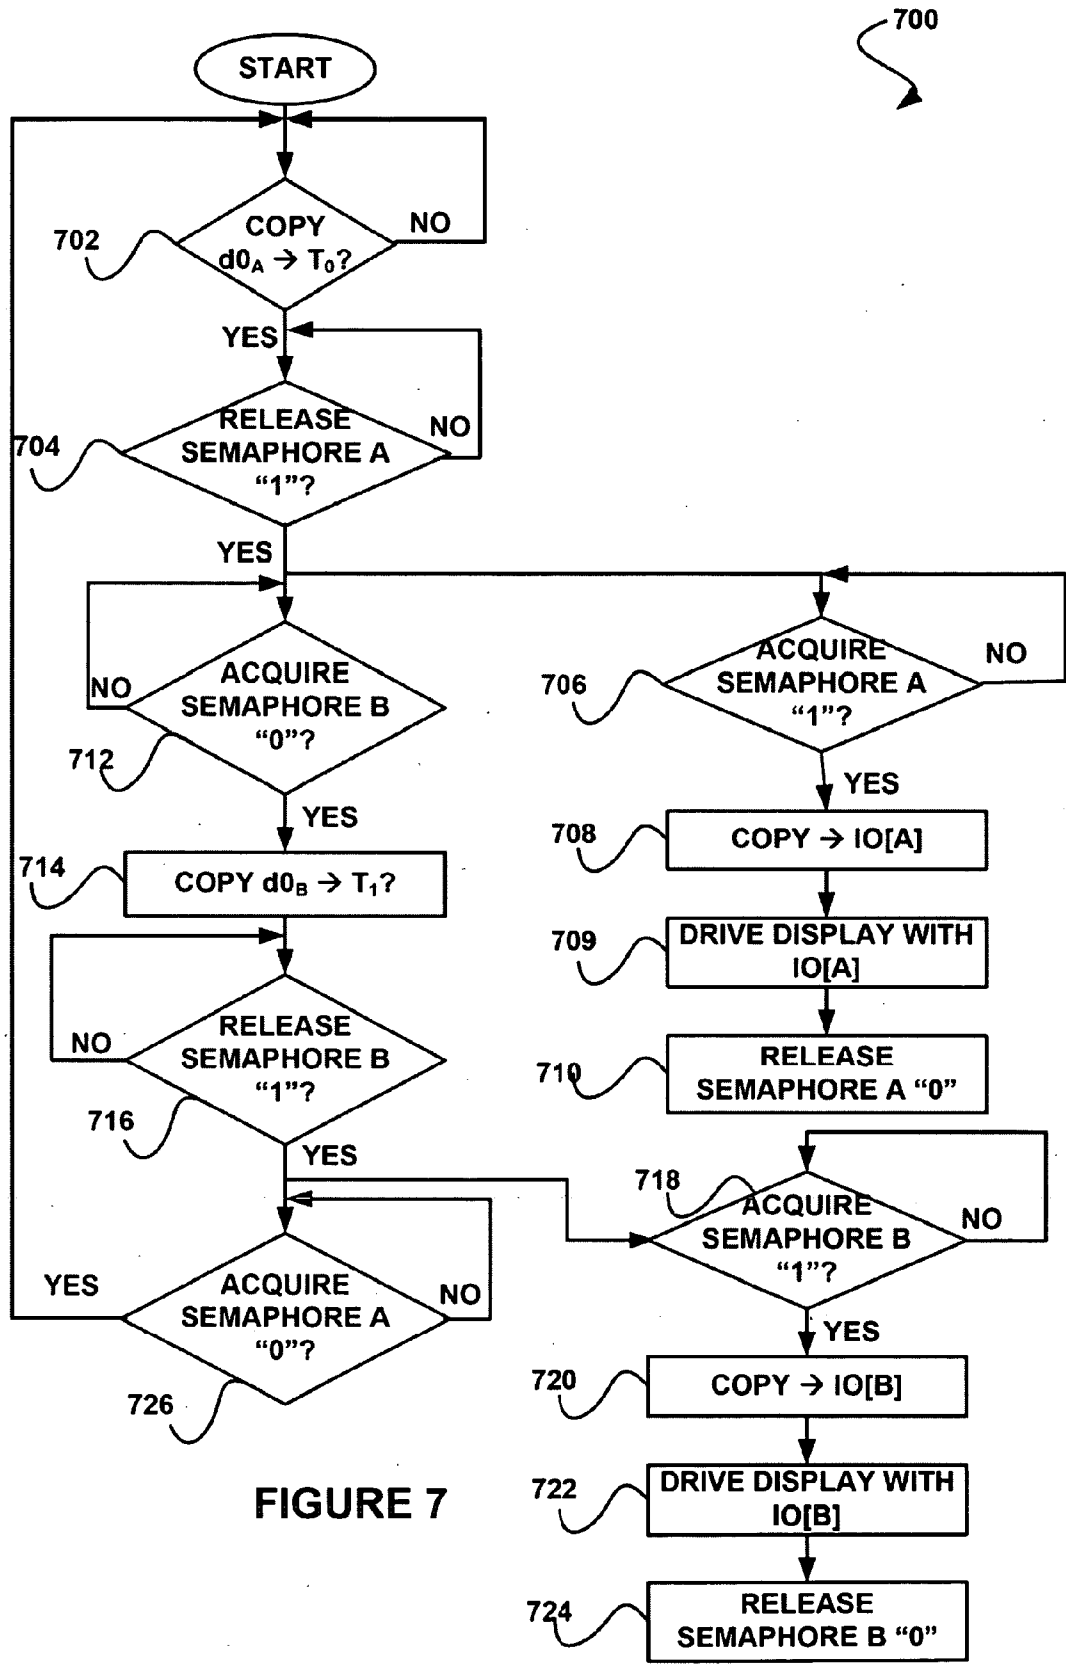 700
START
702
COPY
d0A → T0?
NO
YES
704
RELEASE
SEMAPHORE A
“1”?
NO
YES
712
ACQUIRE
SEMAPHORE B
“0”?
NO
YES
706
ACQUIRE
SEMAPHORE A
“1”?
NO
YES
708
COPY → IO[A]
709
DRIVE DISPLAY WITH
IO[A]
710
RELEASE
SEMAPHORE A “0”
714
COPY d0B → T1?
716
RELEASE
SEMAPHORE B
“1”?
NO
YES
718
ACQUIRE
SEMAPHORE B
“1”?
NO
YES
726
ACQUIRE
SEMAPHORE A
“0”?
NO
YES
720
COPY → IO[B]
722
DRIVE DISPLAY WITH
IO[B]
724
RELEASE
SEMAPHORE B “0”
FIGURE 7